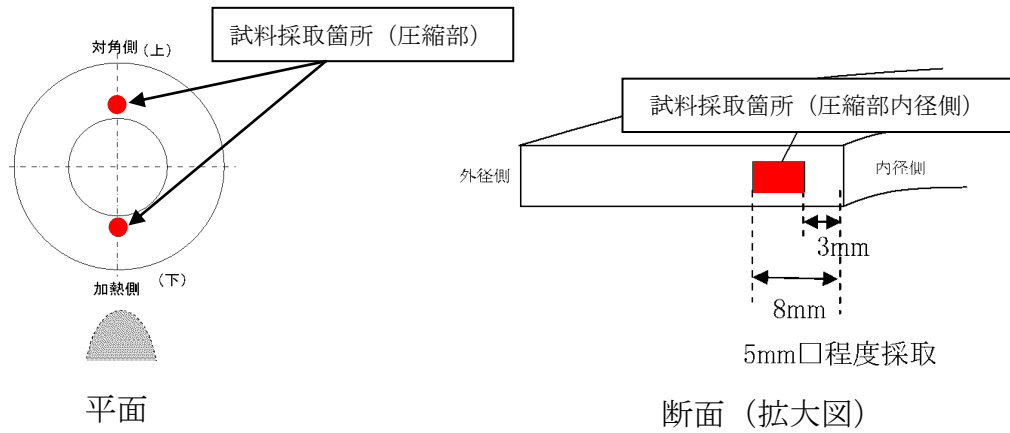 試料採取箇所（圧縮部）
対角側（上）
（下）
加熱側
平面
試料採取箇所（圧縮部内径側）
外径側
内径側
3mm
8mm
5mm□程度採取
断面（拡大図）